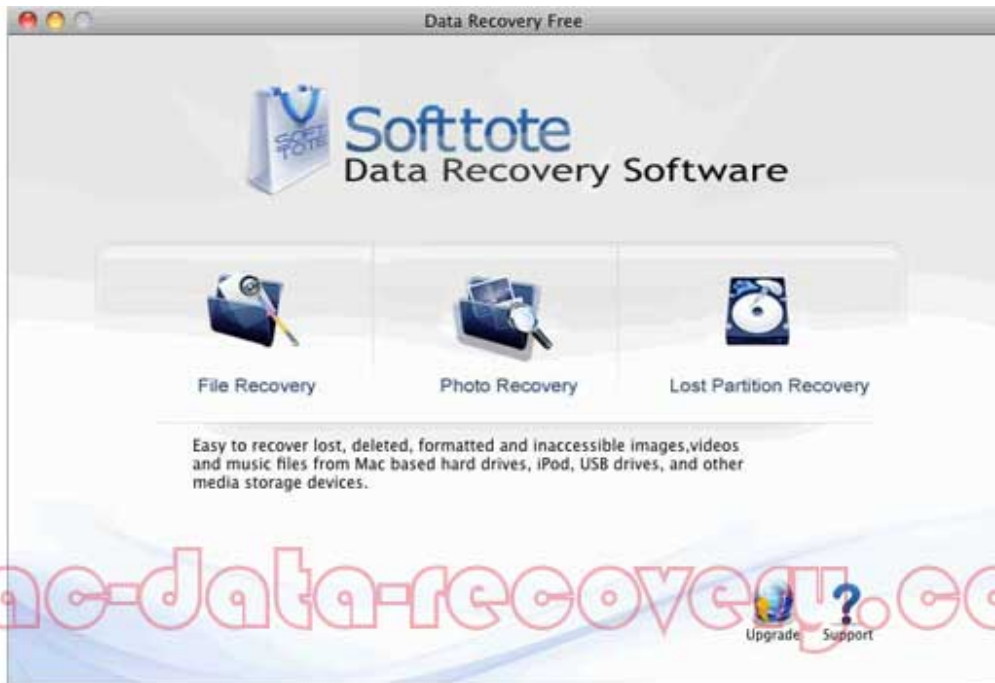 Data Recovery Free
SOFT
TOTE
Softtote
Data Recovery Software
File Recovery
Photo Recovery
Lost Partition Recovery
Easy to recover lost, deleted, formatted and inaccessible images,videos
and music files from Mac based hard drives, iPod, USB drives, and other
media storage devices.
ac-data-recovery.co
Upgrade
Support